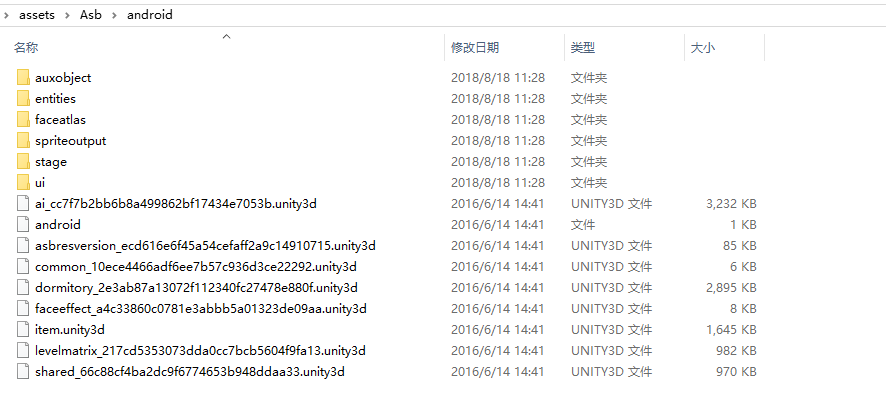 assets > Asb > android
名称 修改日期 类型 大小
auxobject 2018/8/18 11:28 文件夹
entities 2018/8/18 11:28 文件夹
faceatlas 2018/8/18 11:28 文件夹
spriteoutput 2018/8/18 11:28 文件夹
stage 2018/8/18 11:28 文件夹
ui 2018/8/18 11:28 文件夹
ai_cc7f7b2bb6b8a499862bf17434e7053b.unity3d 2016/6/14 14:41 UNITY3D 文件 3,232 KB
android 2016/6/14 14:41 文件 1 KB
asbresversion_ecd616e6f45a54cefaff2a9c14910715.unity3d 2016/6/14 14:41 UNITY3D 文件 85 KB
common_10ece4466adf6ee7b57c936d3ce22292.unity3d 2016/6/14 14:41 UNITY3D 文件 6 KB
dormitory_2e3ab87a13072f112340fc27478e880f.unity3d 2016/6/14 14:41 UNITY3D 文件 2,895 KB
faceeffect_a4c33860c0781e3abbb5a01323de09aa.unity3d 2016/6/14 14:41 UNITY3D 文件 8 KB
item.unity3d 2016/6/14 14:41 UNITY3D 文件 1,645 KB
levelmatrix_217cd5353073dda0cc7bcb5604f9fa13.unity3d 2016/6/14 14:41 UNITY3D 文件 982 KB
shared_66c88cf4ba2dc9f6774653b948ddaa33.unity3d 2016/6/14 14:41 UNITY3D 文件 970 KB